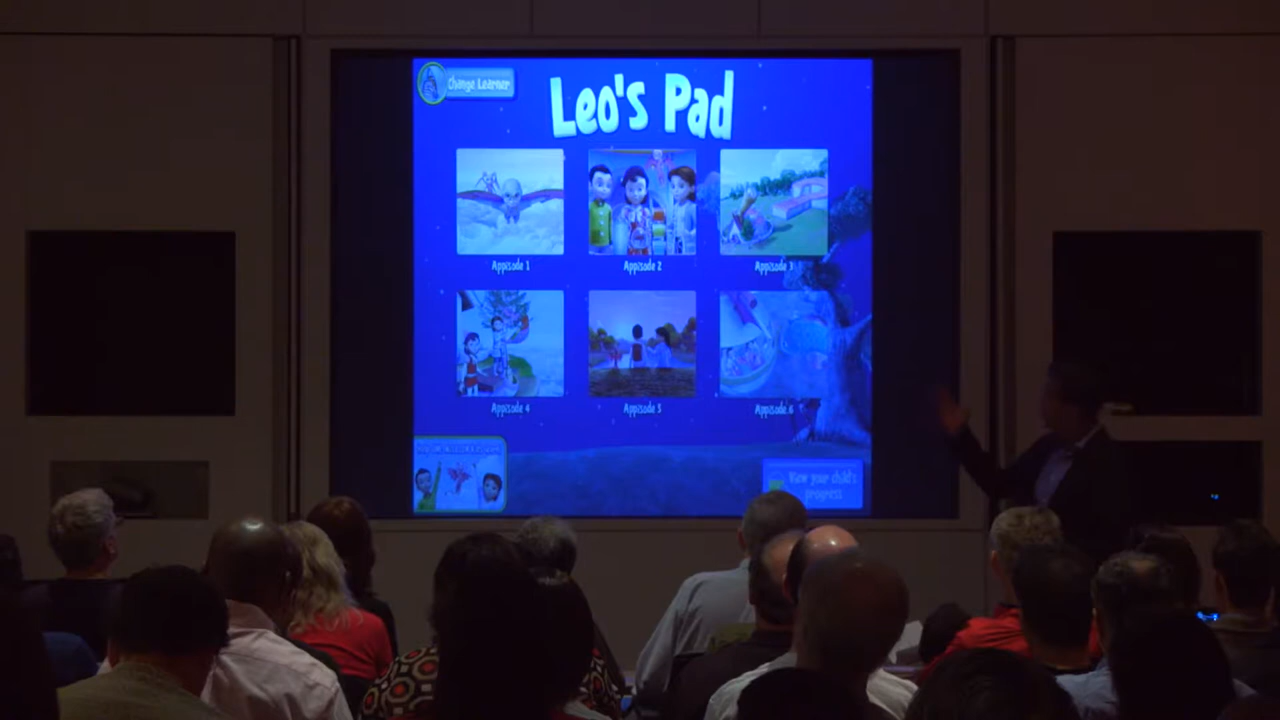 Change Learner
Leo's Pad
Appisode 1
Appisode 2
Appisode 3
Appisode 4
Appisode 5
Appisode 6
View your child's
progress